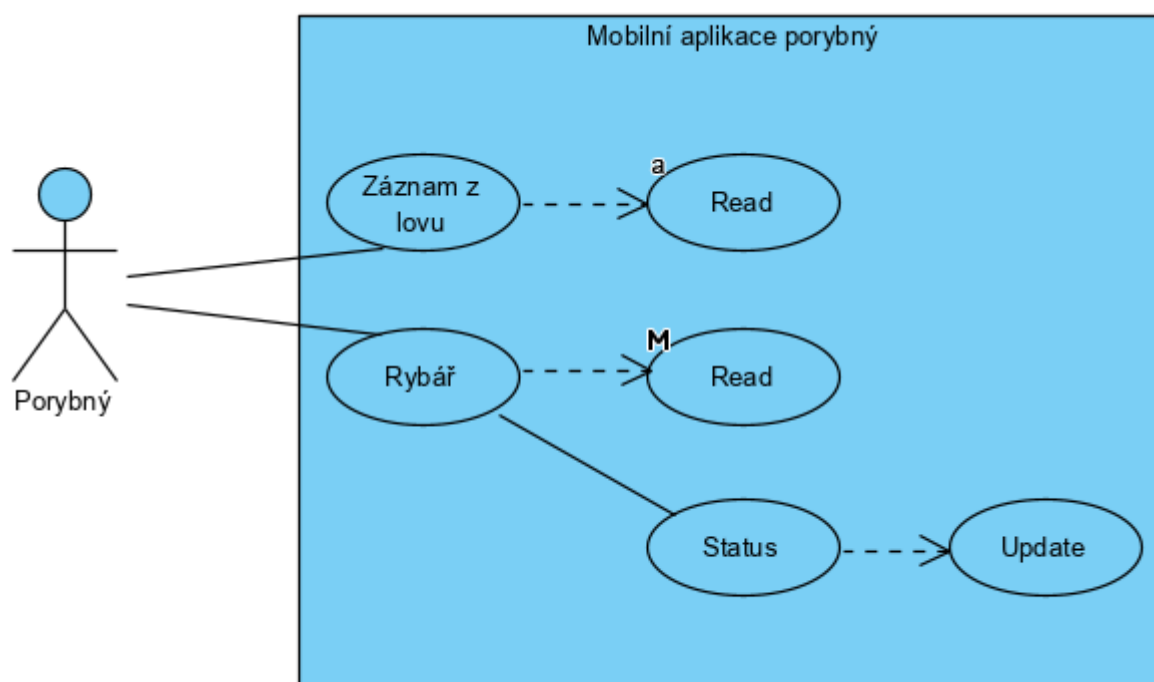 Mobilní aplikace porybný
Záznam z
lovu
a
Read
Porybný
Rybář
M
Read
Status
Update